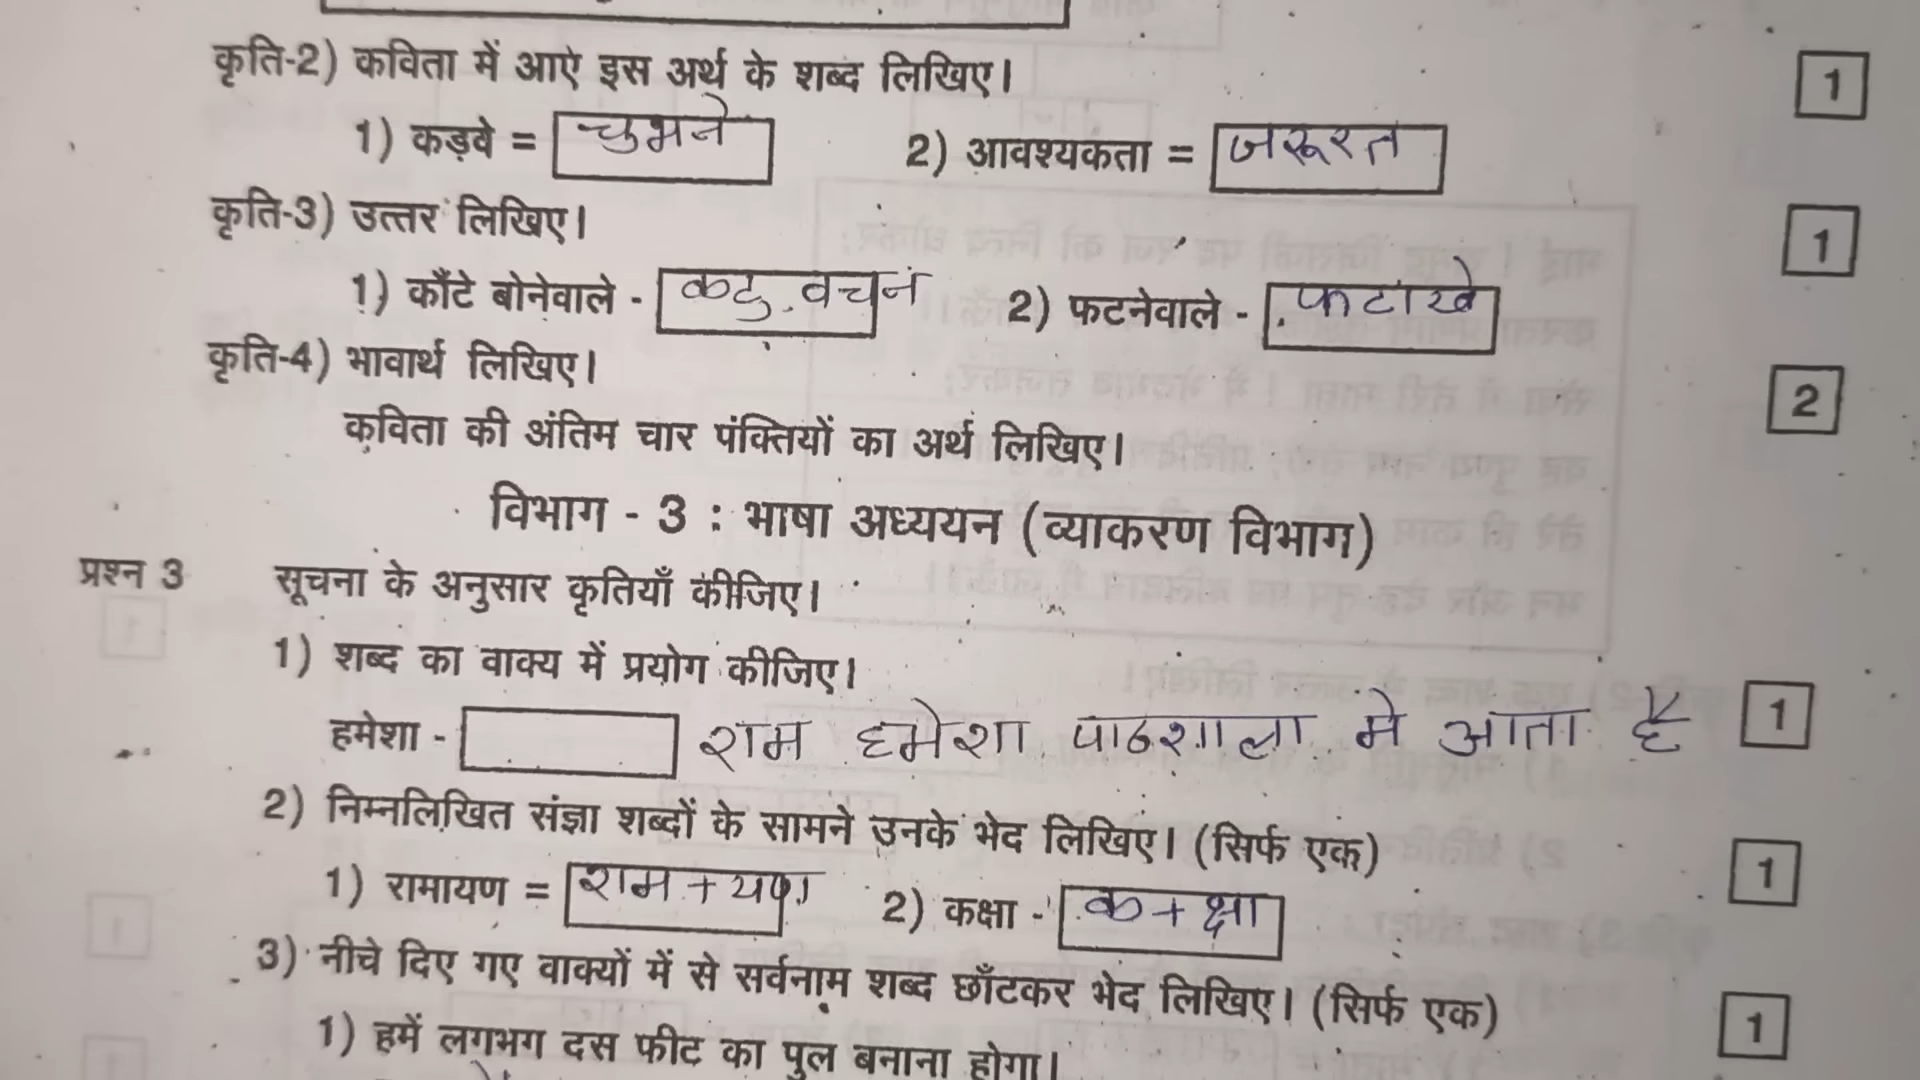 कृति-2) कविता में आऐ इस अर्थ के शब्द लिखिए। 1
1) कड़वे = चुभने 2) आवश्यकता = जरूरत
कृति-3) उत्तर लिखिए। 1
1) काँटे बोनेवाले - कटु वचन 2) फटनेवाले - फटाखे
कृति-4) भावार्थ लिखिए। 2
कविता की अंतिम चार पंक्तियों का अर्थ लिखिए।
विभाग - 3 : भाषा अध्ययन (व्याकरण विभाग)
प्रश्न 3 सूचना के अनुसार कृतियाँ कीजिए।
1) शब्द का वाक्य में प्रयोग कीजिए।
हमेशा - राम हमेशा पाठशाला मे आता है 1
2) निम्नलिखित संज्ञा शब्दों के सामने उनके भेद लिखिए। (सिर्फ एक) 1
1) रामायण = राम + यण 2) कक्षा - क + क्षा
3) नीचे दिए गए वाक्यों में से सर्वनाम शब्द छाँटकर भेद लिखिए। (सिर्फ एक) 1
1) हमें लगभग दस फीट का पुल बनाना होगा।